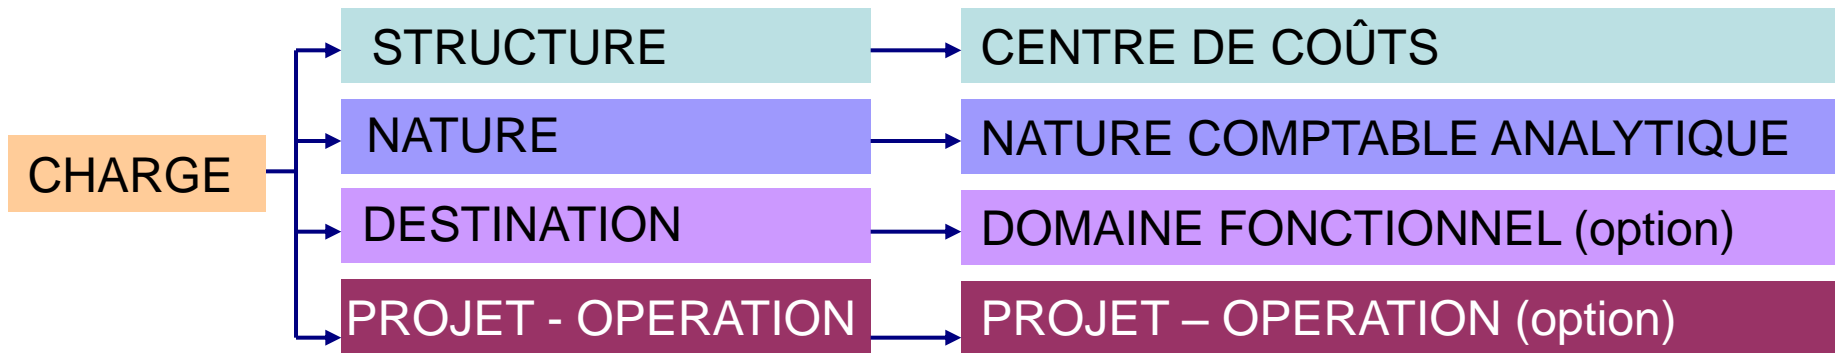 STRUCTURE
CENTRE DE COÛTS
NATURE
NATURE COMPTABLE ANALYTIQUE
CHARGE
DESTINATION
DOMAINE FONCTIONNEL (option)
PROJET - OPERATION
PROJET – OPERATION (option)